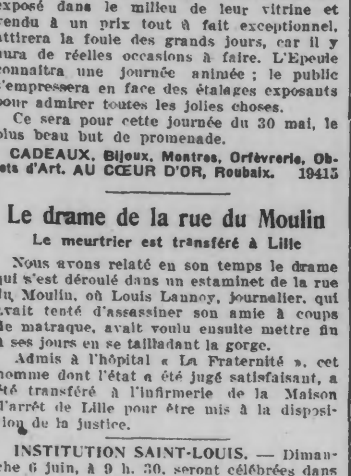 exposé dans le milieu de leur vitrine et
endu à un prix tout à fait exceptionnel,
attirera la foule des grands jours, car il y
aura de réelles occasions à faire. L'Epeule
connaîtra une journée animée ; le public
s'empressera en face des étalages exposants
pour admirer toutes les jolies choses.
Ce sera pour cette journée du 30 mai, le
plus beau but de promenade.
CADEAUX, Bijoux, Montres, Orfèvrerie, Ob-
ets d'Art. AU CŒUR D'OR, Roubaix. 19415
Le drame de la rue du Moulin
Le meurtrier est transféré à Lille
Nous avons relaté en son temps le drame
qui s'est déroulé dans un estaminet de la rue
du Moulin, où Louis Lannoy, journalier, qui
avait tenté d'assassiner son amie à coups
de matraque, avait voulu ensuite mettre fin
à ses jours en se tailladant la gorge.
Admis à l'hôpital « La Fraternité », cet
homme dont l'état a été jugé satisfaisant, a
été transféré à l'infirmerie de la Maison
d'arrêt de Lille pour être mis à la disposi-
tion de la justice.
INSTITUTION SAINT-LOUIS. — Diman-
che 6 juin, à 9 h. 30, seront célébrées dans